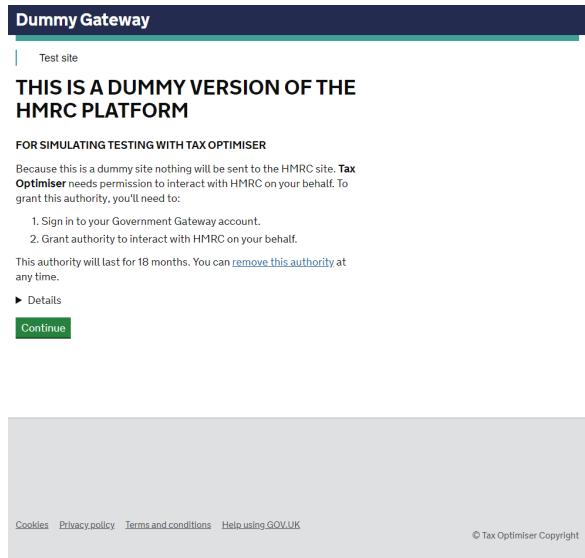 Dummy Gateway
Test site
THIS IS A DUMMY VERSION OF THE
HMRC PLATFORM
FOR SIMULATING TESTING WITH TAX OPTIMISER
Because this is a dummy site nothing will be sent to the HMRC site. Tax
Optimiser needs permission to interact with HMRC on your behalf. To
grant this authority, you'll need to:
1. Sign in to your Government Gateway account.
2. Grant authority to interact with HMRC on your behalf.
This authority will last for 18 months. You can remove this authority at
any time.
Details
Continue
Cookies Privacy policy Terms and conditions Help using GOV.UK
© Tax Optimiser Copyright